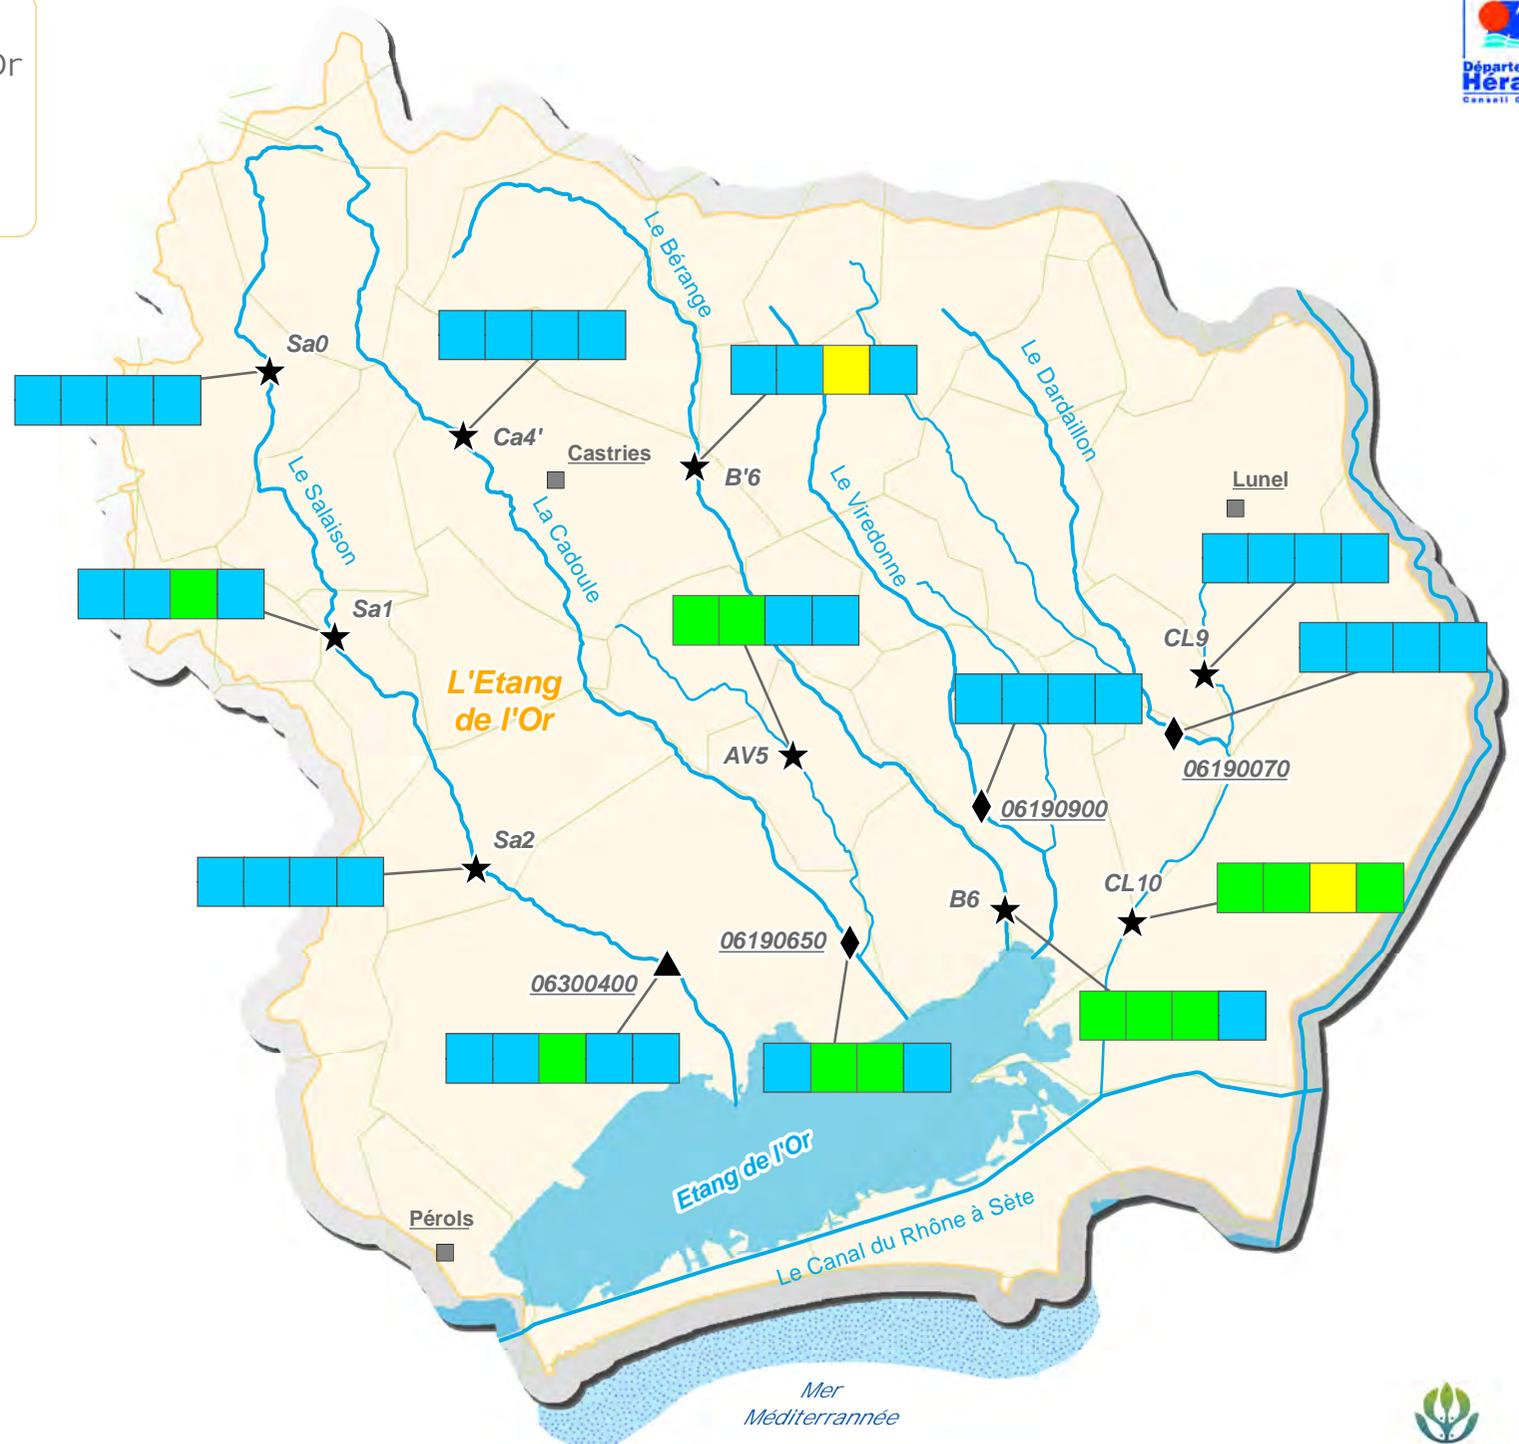 Or
Hér
Le Bérange
Sa0
Ca4'
Castries
B'6
Le Dardaillon
Lunel
Le Salaison
La Cadoule
Le Viredonne
Sa1
CL9
L'Etang
de l'Or
AV5
06190070
06190900
Sa2
CL10
B6
06190650
06300400
Etang de l'Or
Pérols
Le Canal du Rhône à Sète
Mer
Méditerrannée